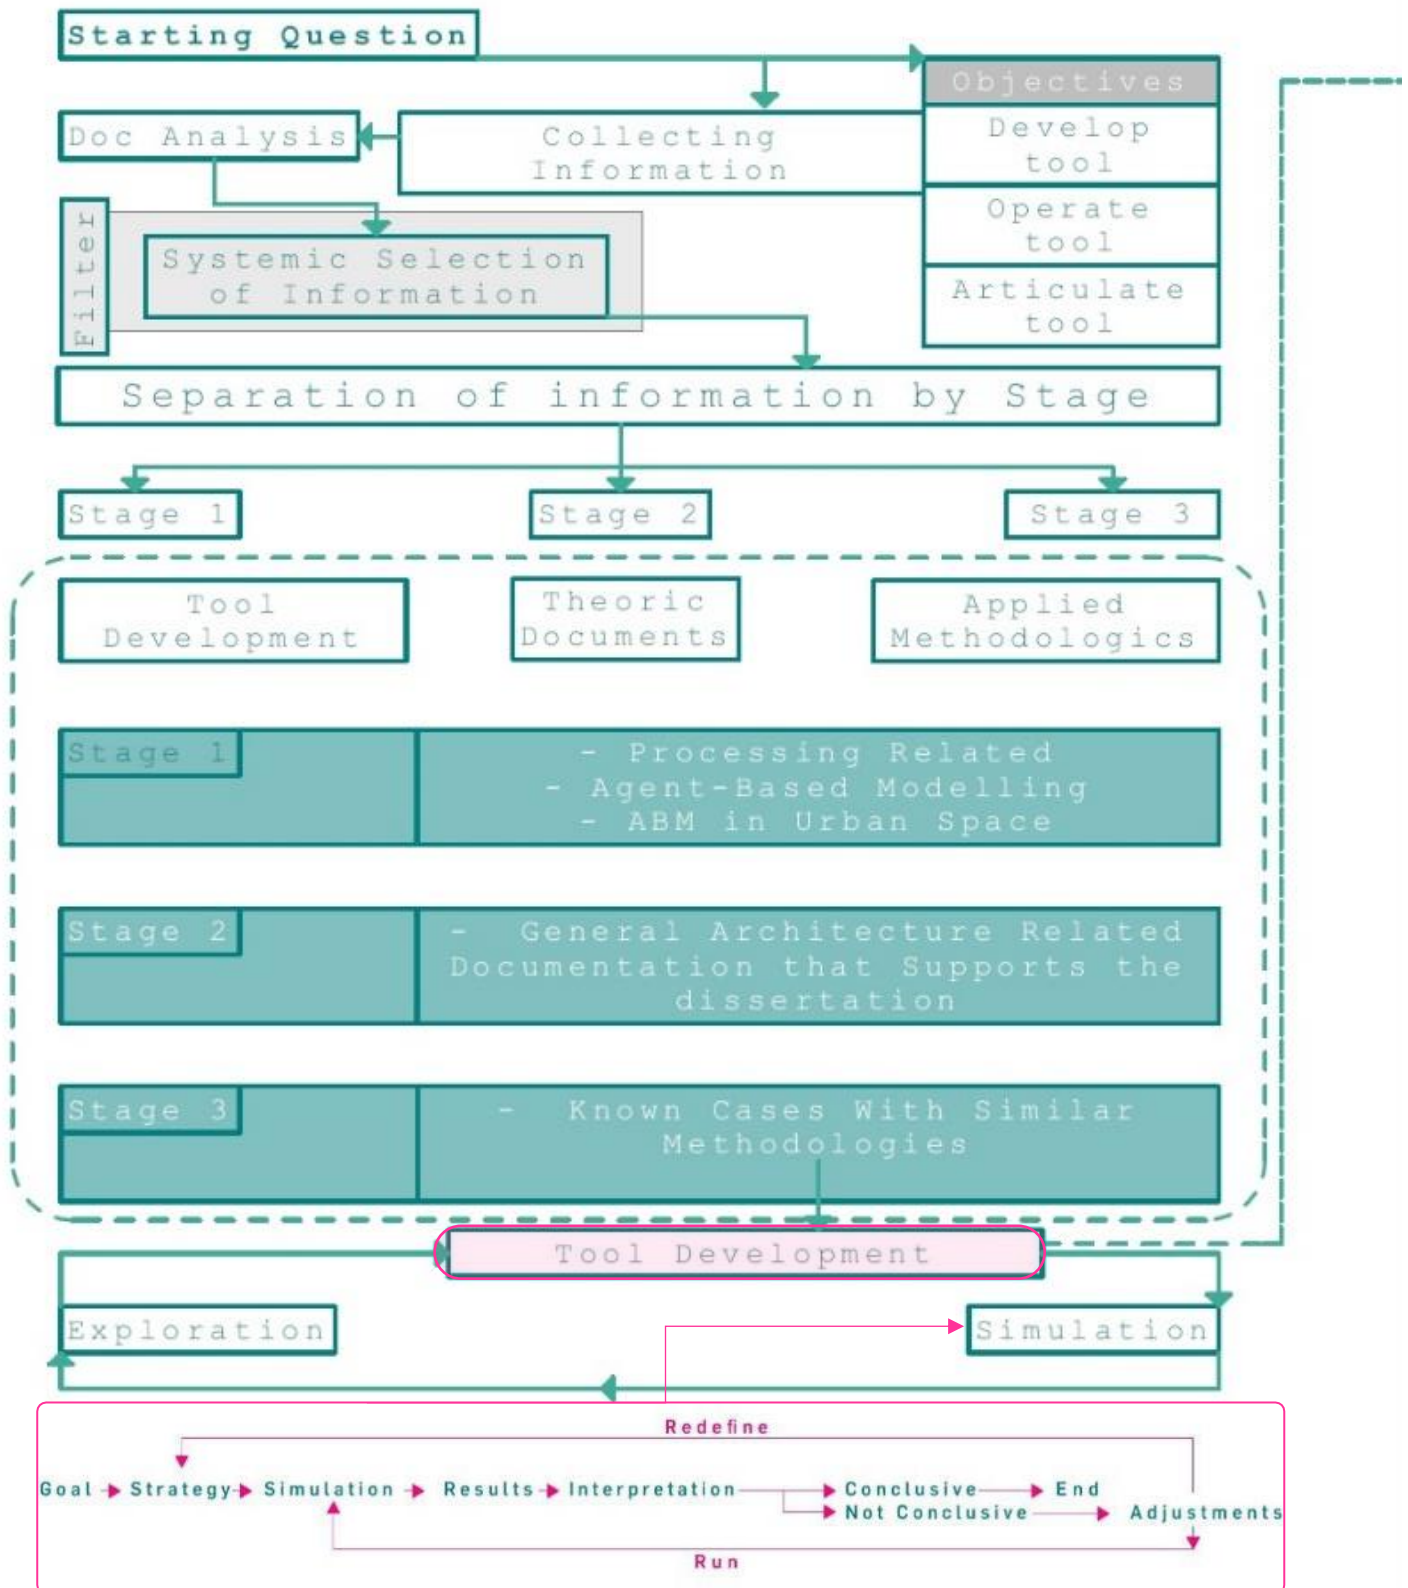 Starting Question
Objectives
Doc Analysis
Collecting
Information
Develop
tool
Operate
tool
Articulate
tool
Filter
Systemic Selection
of Information
Separation of information by Stage
Stage 1
Stage 2
Stage 3
Tool
Development
Theoric
Documents
Applied
Methodologics
Stage 1
- Processing Related
- Agent-Based Modelling
- ABM in Urban Space
Stage 2
- General Architecture Related
Documentation that Supports the
dissertation
Stage 3
- Known Cases With Similar
Methodologies
Tool Development
Exploration
Simulation
Redefine
Goal Strategy Simulation Results Interpretation Conclusive End
Not Conclusive Adjustments
Run